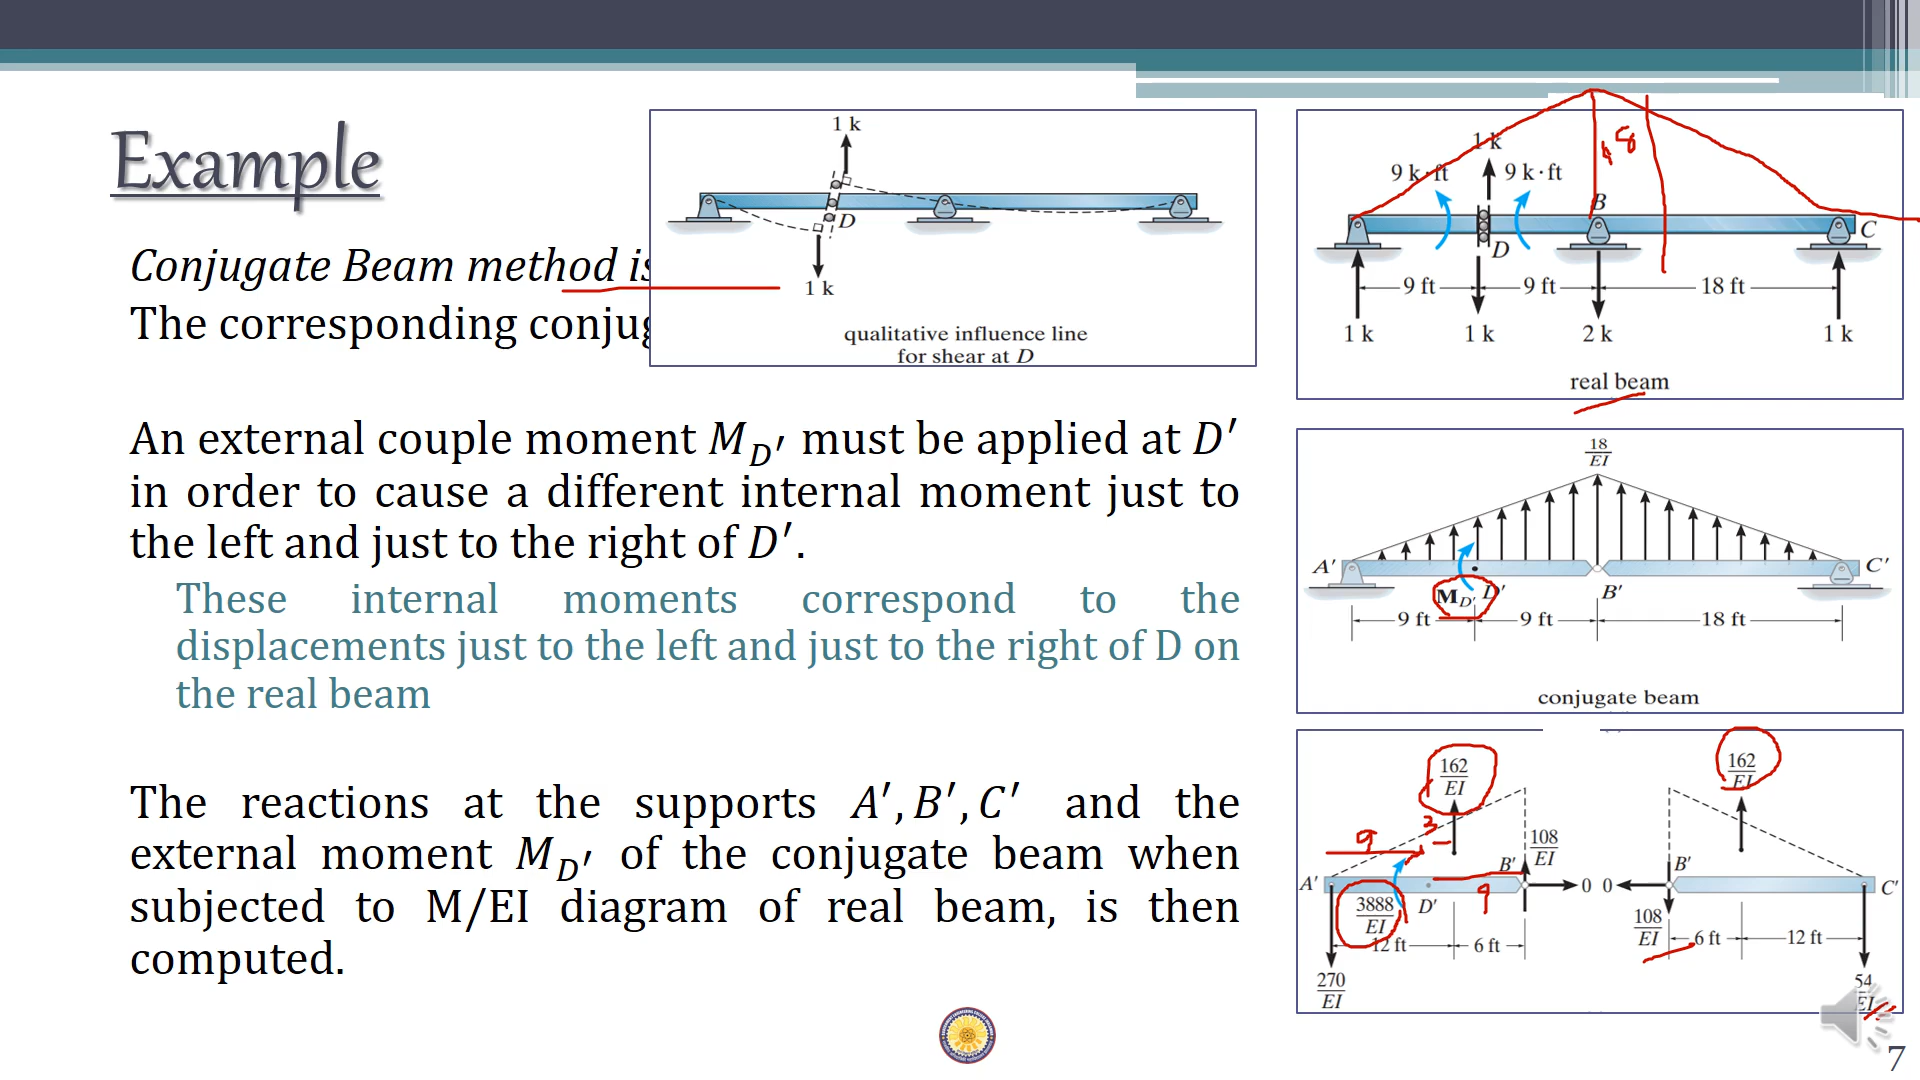 Example
Conjugate Beam method is
The corresponding conjug
An external couple moment M_D′ must be applied at D′
in order to cause a different internal moment just to
the left and just to the right of D′.
These internal moments correspond to the
displacements just to the left and just to the right of D on
the real beam
The reactions at the supports A′, B′, C′ and the
external moment M_D′ of the conjugate beam when
subjected to M/EI diagram of real beam, is then
computed.
1 k
D
1 k
qualitative influence line
for shear at D
1 k
18
9 k·ft 9 k·ft
B
C
D
9 ft 9 ft 18 ft
1 k 1 k 2 k 1 k
real beam
18
EI
A′ C′
M_D′ D′ B′
9 ft 9 ft 18 ft
conjugate beam
162
EI
162
EI
3
9
108
EI
B′ B′
A′ 0 0 C′
9
3888
EI
D′
108
EI
12 ft 6 ft 6 ft 12 ft
270
EI
54
EI
7